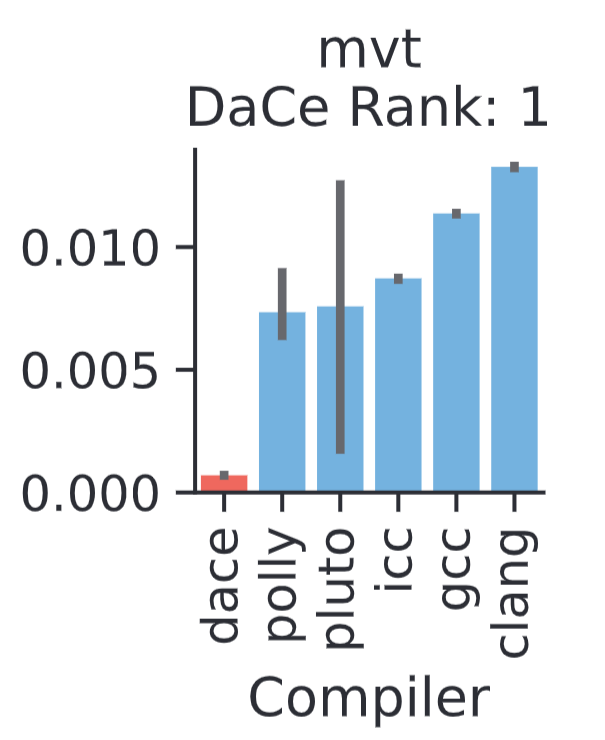 mvt
DaCe Rank: 1
0.010
0.005
0.000
dace
polly
pluto
icc
gcc
clang
Compiler